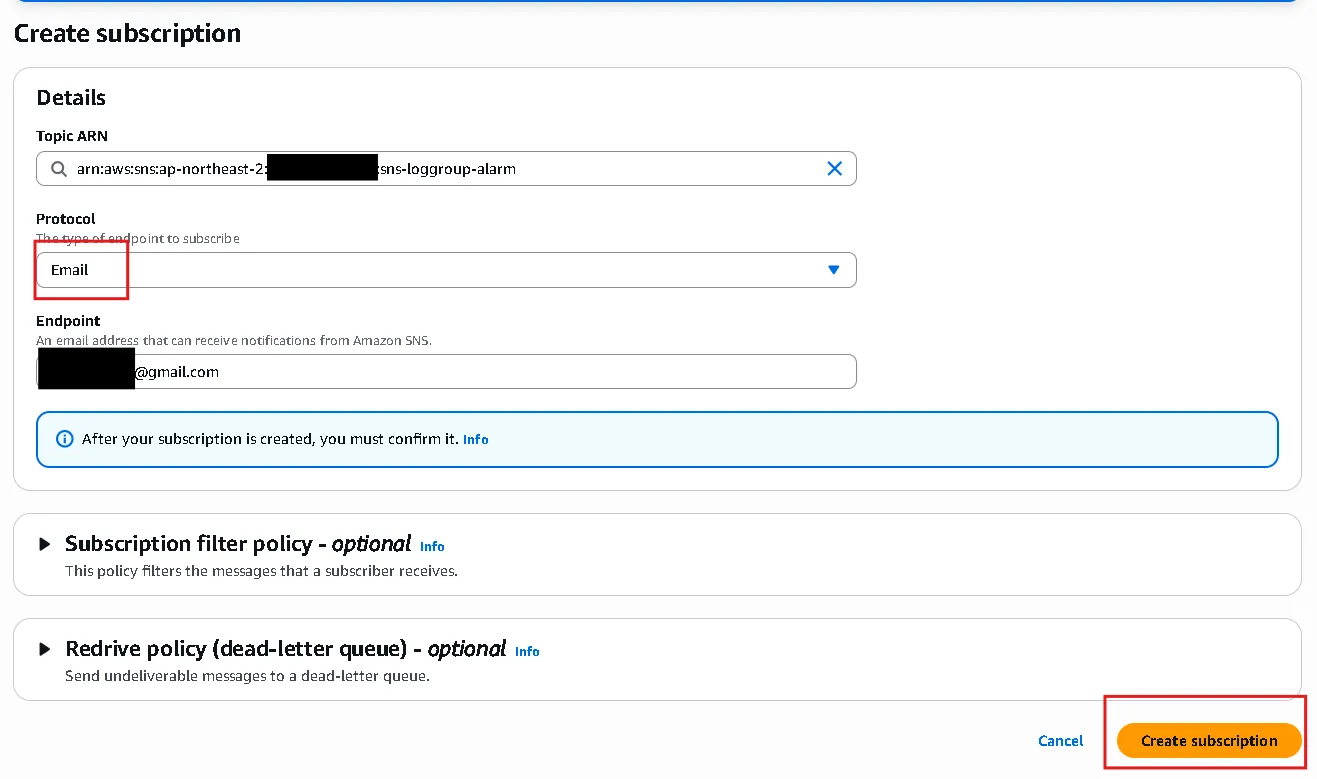 Create subscription
Details
Topic ARN
arn:aws:sns:ap-northeast-2: :sns-loggroup-alarm
Protocol
The type of endpoint to subscribe
Email
Endpoint
An email address that can receive notifications from Amazon SNS.
@gmail.com
After your subscription is created, you must confirm it. Info
Subscription filter policy - optional Info
This policy filters the messages that a subscriber receives.
Redrive policy (dead-letter queue) - optional Info
Send undeliverable messages to a dead-letter queue.
Cancel Create subscription